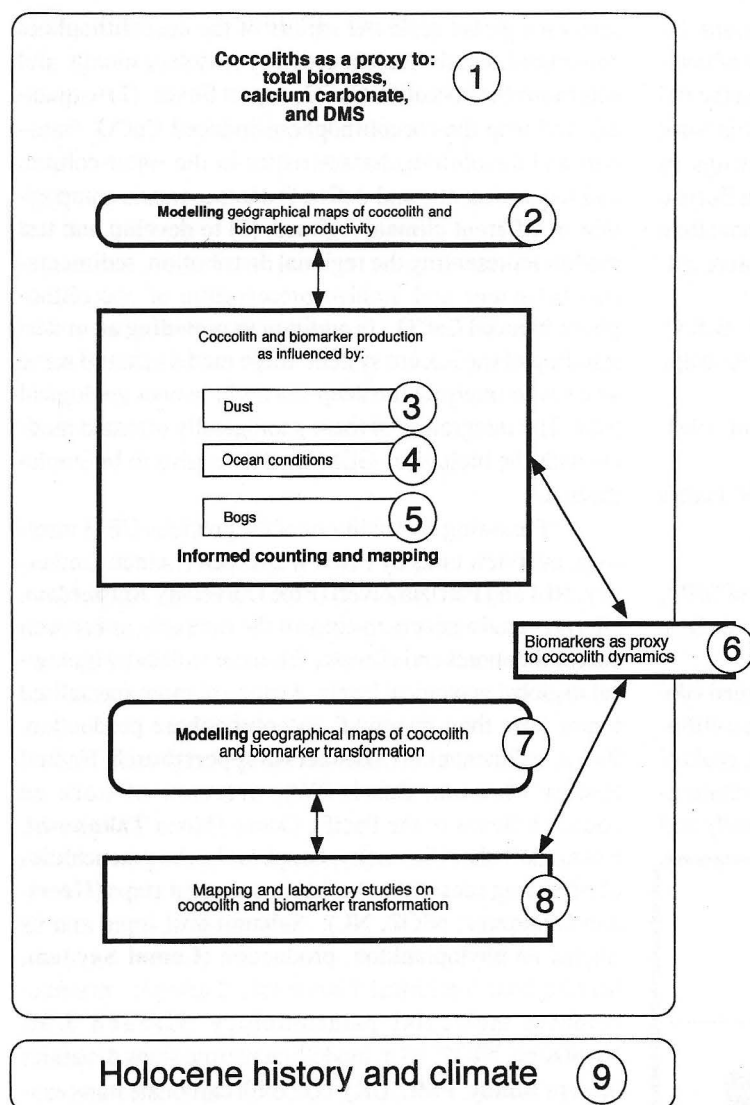 Coccoliths as a proxy to: 1
total biomass,
calcium carbonate,
and DMS
Modelling geographical maps of coccolith and 2
biomarker productivity
Coccolith and biomarker production
as influenced by:
Dust 3
Ocean conditions 4
Bogs 5
Informed counting and mapping
Biomarkers as proxy 6
to coccolith dynamics
Modelling geographical maps of coccolith 7
and biomarker transformation
Mapping and laboratory studies on 8
coccolith and biomarker transformation
Holocene history and climate 9